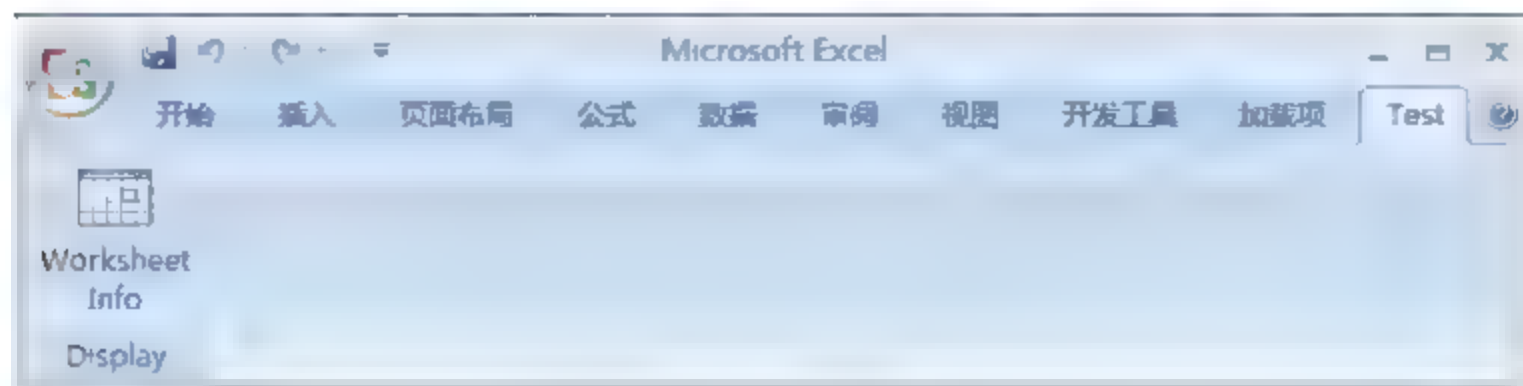 Microsoft Excel
开始 插入 页面布局 公式 数据 审阅 视图 开发工具 加载项 Test
Worksheet
Info
Display